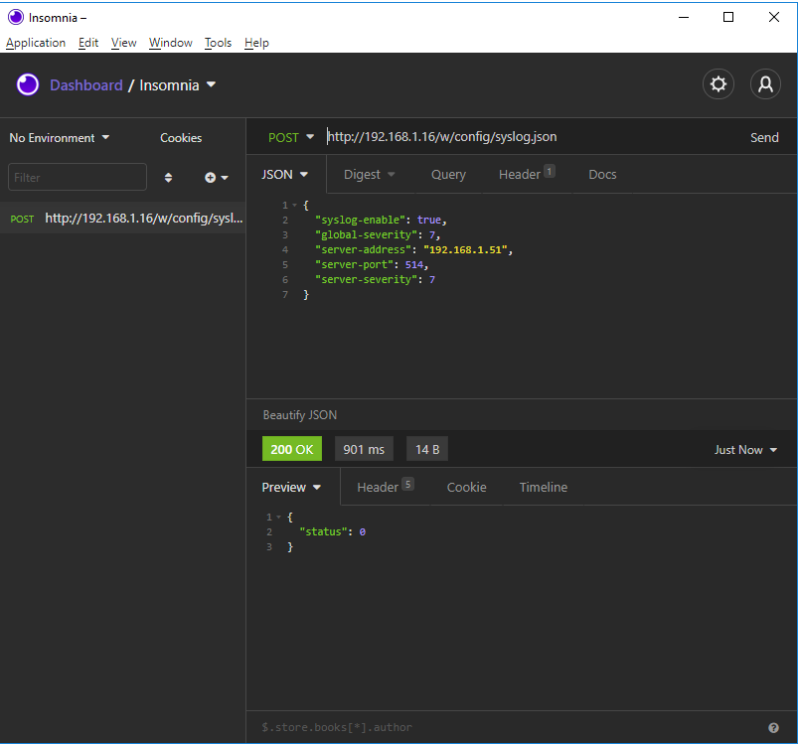 Insomnia –
Application Edit View Window Tools Help
Dashboard / Insomnia
No Environment Cookies
POST http://192.168.1.16/w/config/syslog.json Send
Filter
JSON Digest Query Header 1 Docs
POST http://192.168.1.16/w/config/sysl...
1 {
2 "syslog-enable": true,
3 "global-severity": 7,
4 "server-address": "192.168.1.51",
5 "server-port": 514,
6 "server-severity": 7
7 }
Beautify JSON
200 OK 901 ms 14 B Just Now
Preview Header 5 Cookie Timeline
1 {
2 "status": 0
3 }
$.store.books[*].author